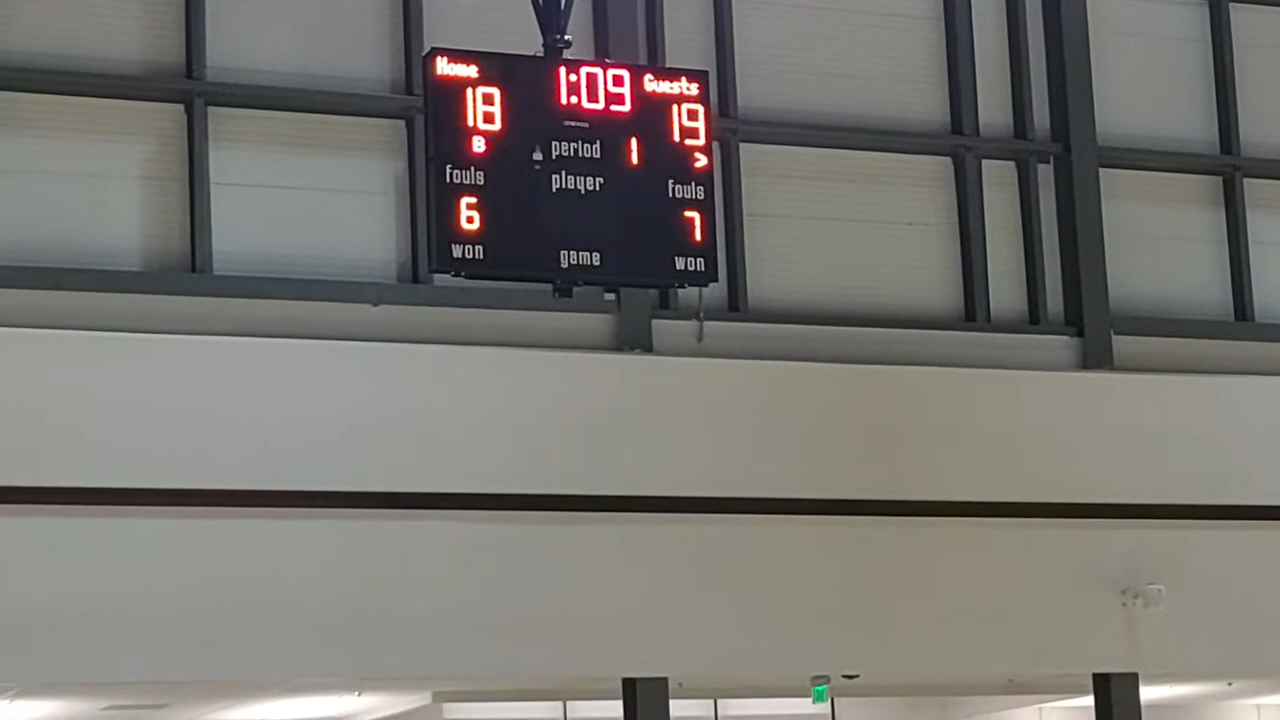 Home 1:09 Guests
18 19
B period 1 >
fouls player fouls
6 7
won game won